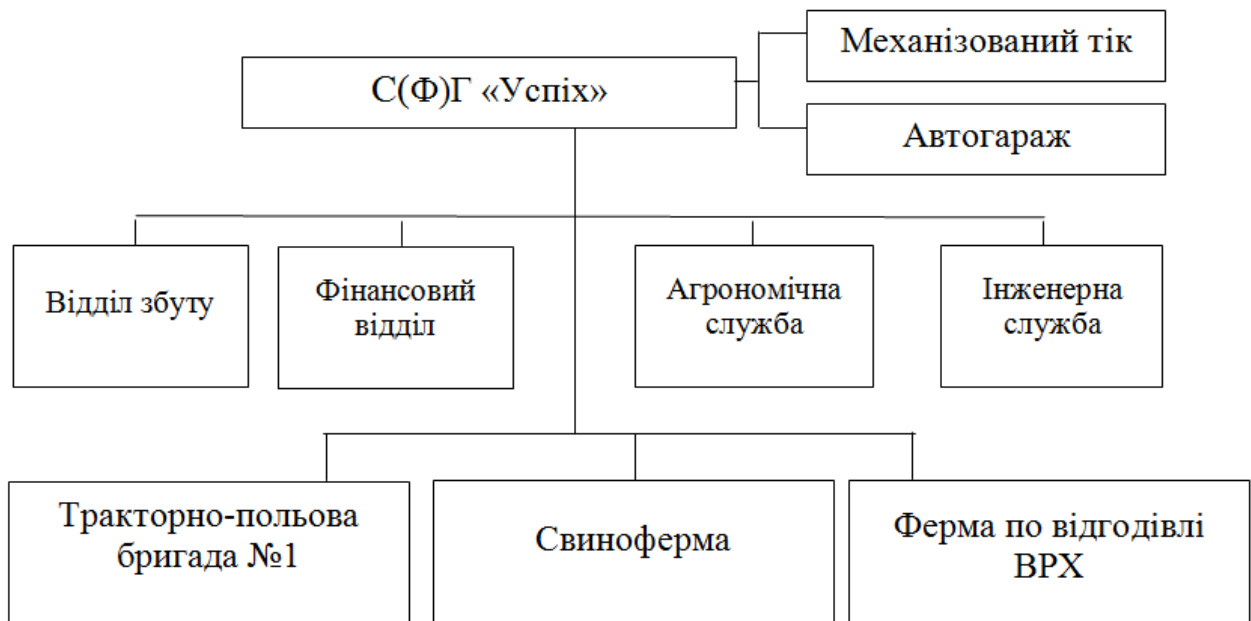 Механізований тік
С(Ф)Г «Успіх»
Автогараж
Відділ збуту
Фінансовий
відділ
Агрономічна
служба
Інженерна
служба
Тракторно-польова
бригада №1
Свиноферма
Ферма по відгодівлі
ВРХ